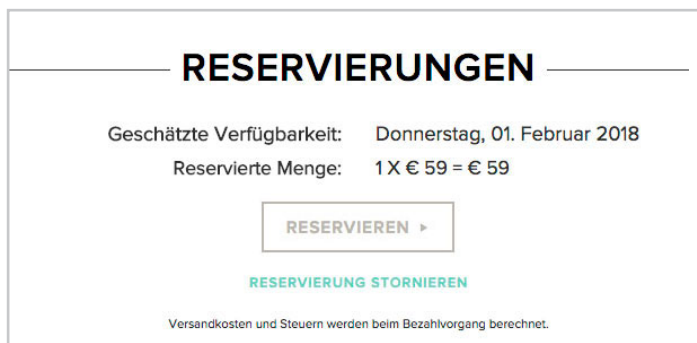 RESERVIERUNGEN
Geschätzte Verfügbarkeit: Donnerstag, 01. Februar 2018
Reservierte Menge: 1 X € 59 = € 59
RESERVIEREN ▸
RESERVIERUNG STORNIEREN
Versandkosten und Steuern werden beim Bezahlvorgang berechnet.